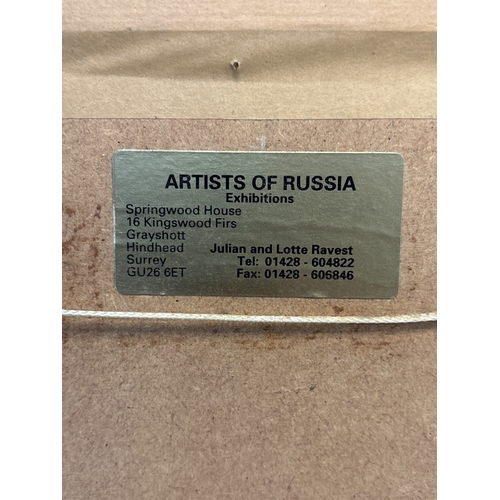 ARTISTS OF RUSSIA
Exhibitions
Springwood House
16 Kingswood Firs
Grayshott
Hindhead
Surrey
GU26 6ET
Julian and Lotte Ravest
Tel: 01428 - 604822
Fax: 01428 - 606846